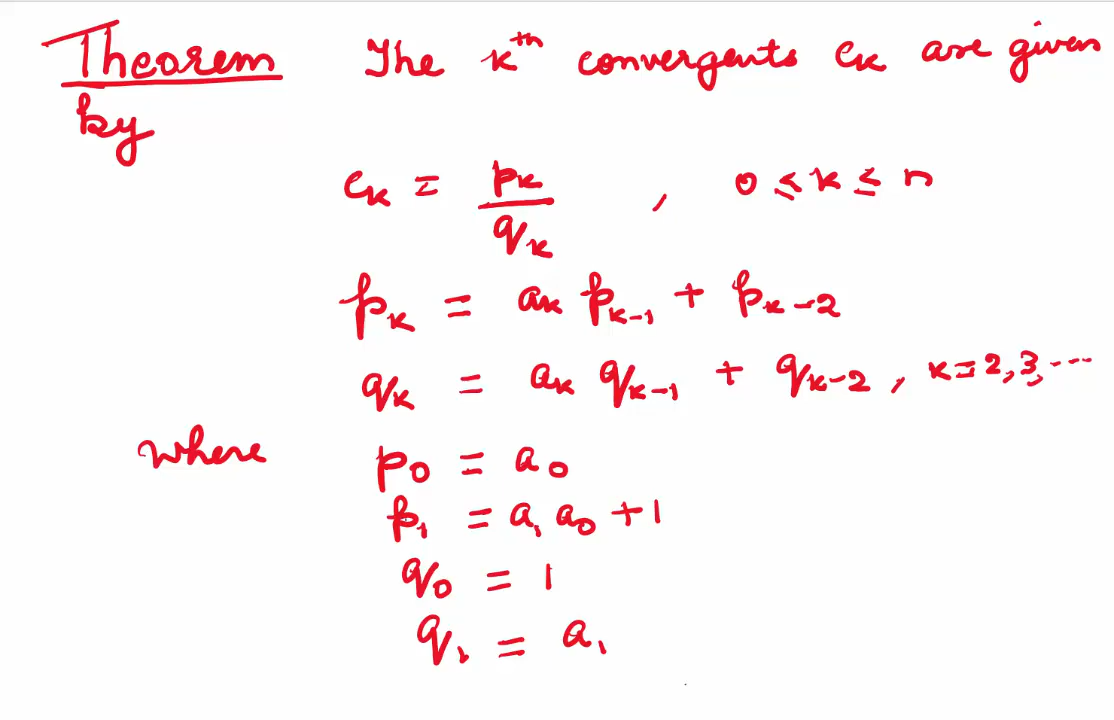 Theorem The kᵗʰ convergents Cₖ are given
by
Cₖ = pₖ / qₖ , 0 ≤ k ≤ n
pₖ = aₖ pₖ₋₁ + pₖ₋₂
qₖ = aₖ qₖ₋₁ + qₖ₋₂ , k = 2, 3, ...
where p₀ = a₀
p₁ = a₁ a₀ + 1
q₀ = 1
q₁ = a₁